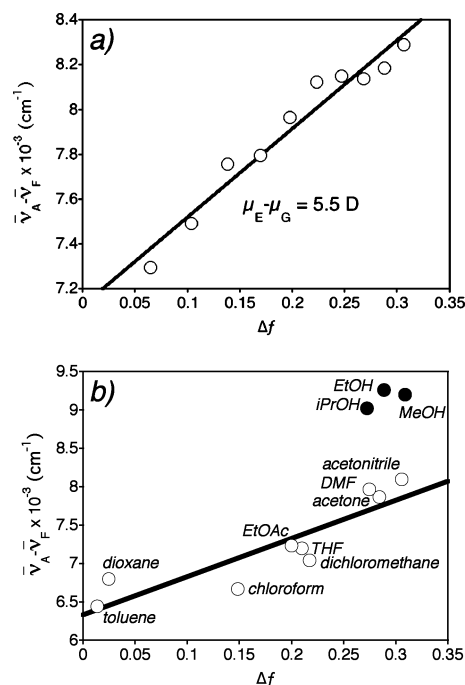 a)
8.4
8.2
8
7.8
7.6
7.4
7.2
ν̄A-ν̄F x 10⁻³ (cm⁻¹)
μE-μG = 5.5 D
0 0.05 0.1 0.15 0.2 0.25 0.3 0.35
Δf
b)
9.5
9
8.5
8
7.5
7
6.5
6
ν̄A-ν̄F x 10⁻³ (cm⁻¹)
EtOH
iPrOH
MeOH
acetonitrile
DMF
acetone
EtOAc
THF
dichloromethane
dioxane
chloroform
toluene
0 0.05 0.1 0.15 0.2 0.25 0.3 0.35
Δf